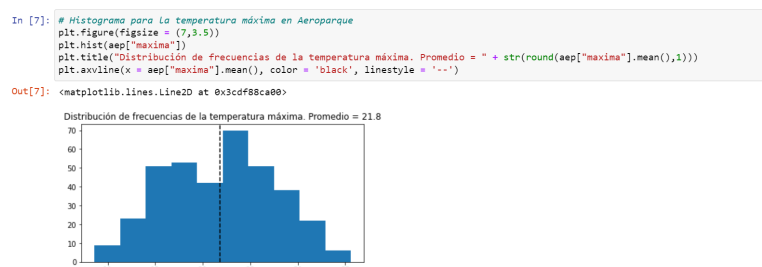 In [7]: # Histograma para la temperatura máxima en Aeroparque
plt.figure(figsize = (7,3.5))
plt.hist(aep["maxima"])
plt.title("Distribución de frecuencias de la temperatura máxima. Promedio = " + str(round(aep["maxima"].mean(),1)))
plt.axvline(x = aep["maxima"].mean(), color = 'black', linestyle = '--')
Out[7]: <matplotlib.lines.Line2D at 0x3cdf88ca00>
Distribución de frecuencias de la temperatura máxima. Promedio = 21.8
70
60
50
40
30
20
10
0